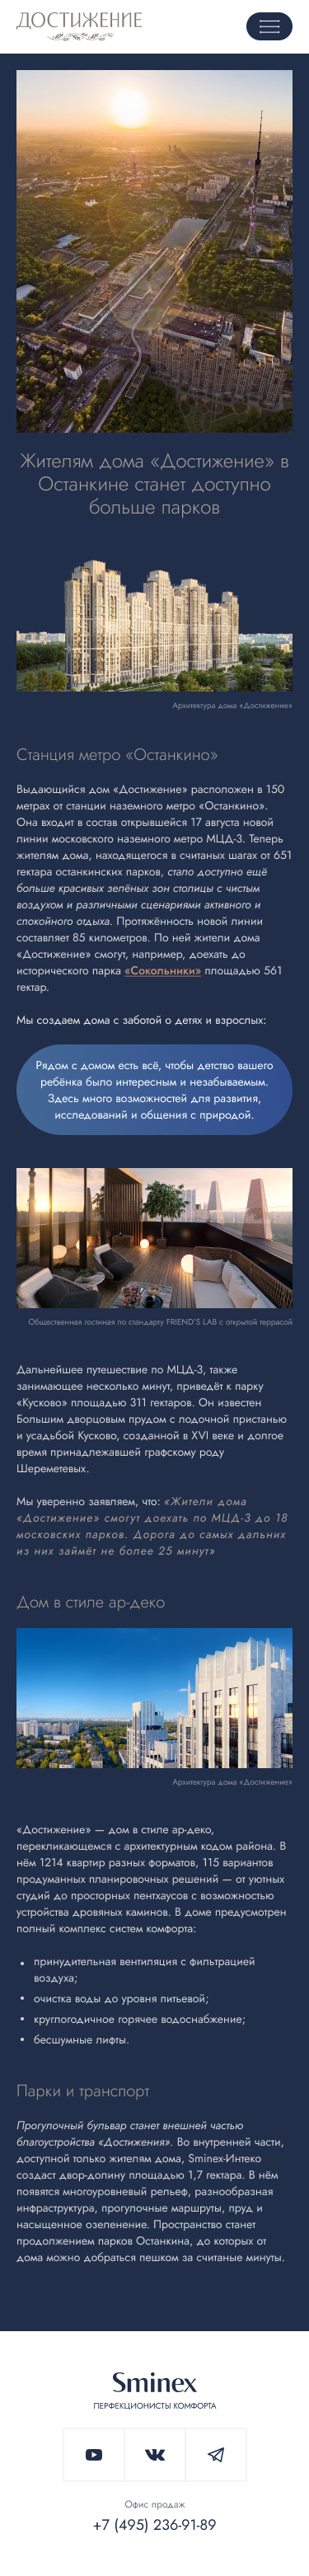 ДОСТИЖЕНИЕ
Жителям дома «Достижение» в
Останкине станет доступно
больше парков
Архитектура дома «Достижение»
Станция метро «Останкино»
Выдающийся дом «Достижение» расположен в 150
метрах от станции наземного метро «Останкино».
Она входит в состав открывшейся 17 августа новой
линии московского наземного метро МЦД-3. Теперь
жителям дома, находящегося в считаных шагах от 651
гектара останкинских парков, стало доступно ещё
больше красивых зелёных зон столицы с чистым
воздухом и различными сценариями активного и
спокойного отдыха. Протяжённость новой линии
составляет 85 километров. По ней жители дома
«Достижение» смогут, например, доехать до
исторического парка «Сокольники» площадью 561
гектар.
Мы создаем дома с заботой о детях и взрослых:
Рядом с домом есть всё, чтобы детство вашего
ребёнка было интересным и незабываемым.
Здесь много возможностей для развития,
исследований и общения с природой.
Общественная гостиная по стандарту FRIEND'S LAB с открытой террасой
Дальнейшее путешествие по МЦД-3, также
занимающее несколько минут, приведёт к парку
«Кусково» площадью 311 гектаров. Он известен
Большим дворцовым прудом с лодочной пристанью
и усадьбой Кусково, созданной в XVI веке и долгое
время принадлежавшей графскому роду
Шереметевых.
Мы уверенно заявляем, что: «Жители дома
«Достижение» смогут доехать по МЦД-3 до 18
московских парков. Дорога до самых дальних
из них займёт не более 25 минут»
Дом в стиле ар-деко
Архитектура дома «Достижение»
«Достижение» — дом в стиле ар-деко,
перекликающемся с архитектурным кодом района. В
нём 1214 квартир разных форматов, 115 вариантов
продуманных планировочных решений — от уютных
студий до просторных пентхаусов с возможностью
устройства дровяных каминов. В доме предусмотрен
полный комплекс систем комфорта:
• принудительная вентиляция с фильтрацией
воздуха;
• очистка воды до уровня питьевой;
• круглогодичное горячее водоснабжение;
• бесшумные лифты.
Парки и транспорт
Прогулочный бульвар станет внешней частью
благоустройства «Достижения». Во внутренней части,
доступной только жителям дома, Sminex-Интеко
создаст двор-долину площадью 1,7 гектара. В нём
появятся многоуровневый рельеф, разнообразная
инфраструктура, прогулочные маршруты, пруд и
насыщенное озеленение. Пространство станет
продолжением парков Останкина, до которых от
дома можно добраться пешком за считаные минуты.
Sminex
ПЕРФЕКЦИОНИСТЫ КОМФОРТА
Офис продаж
+7 (495) 236-91-89